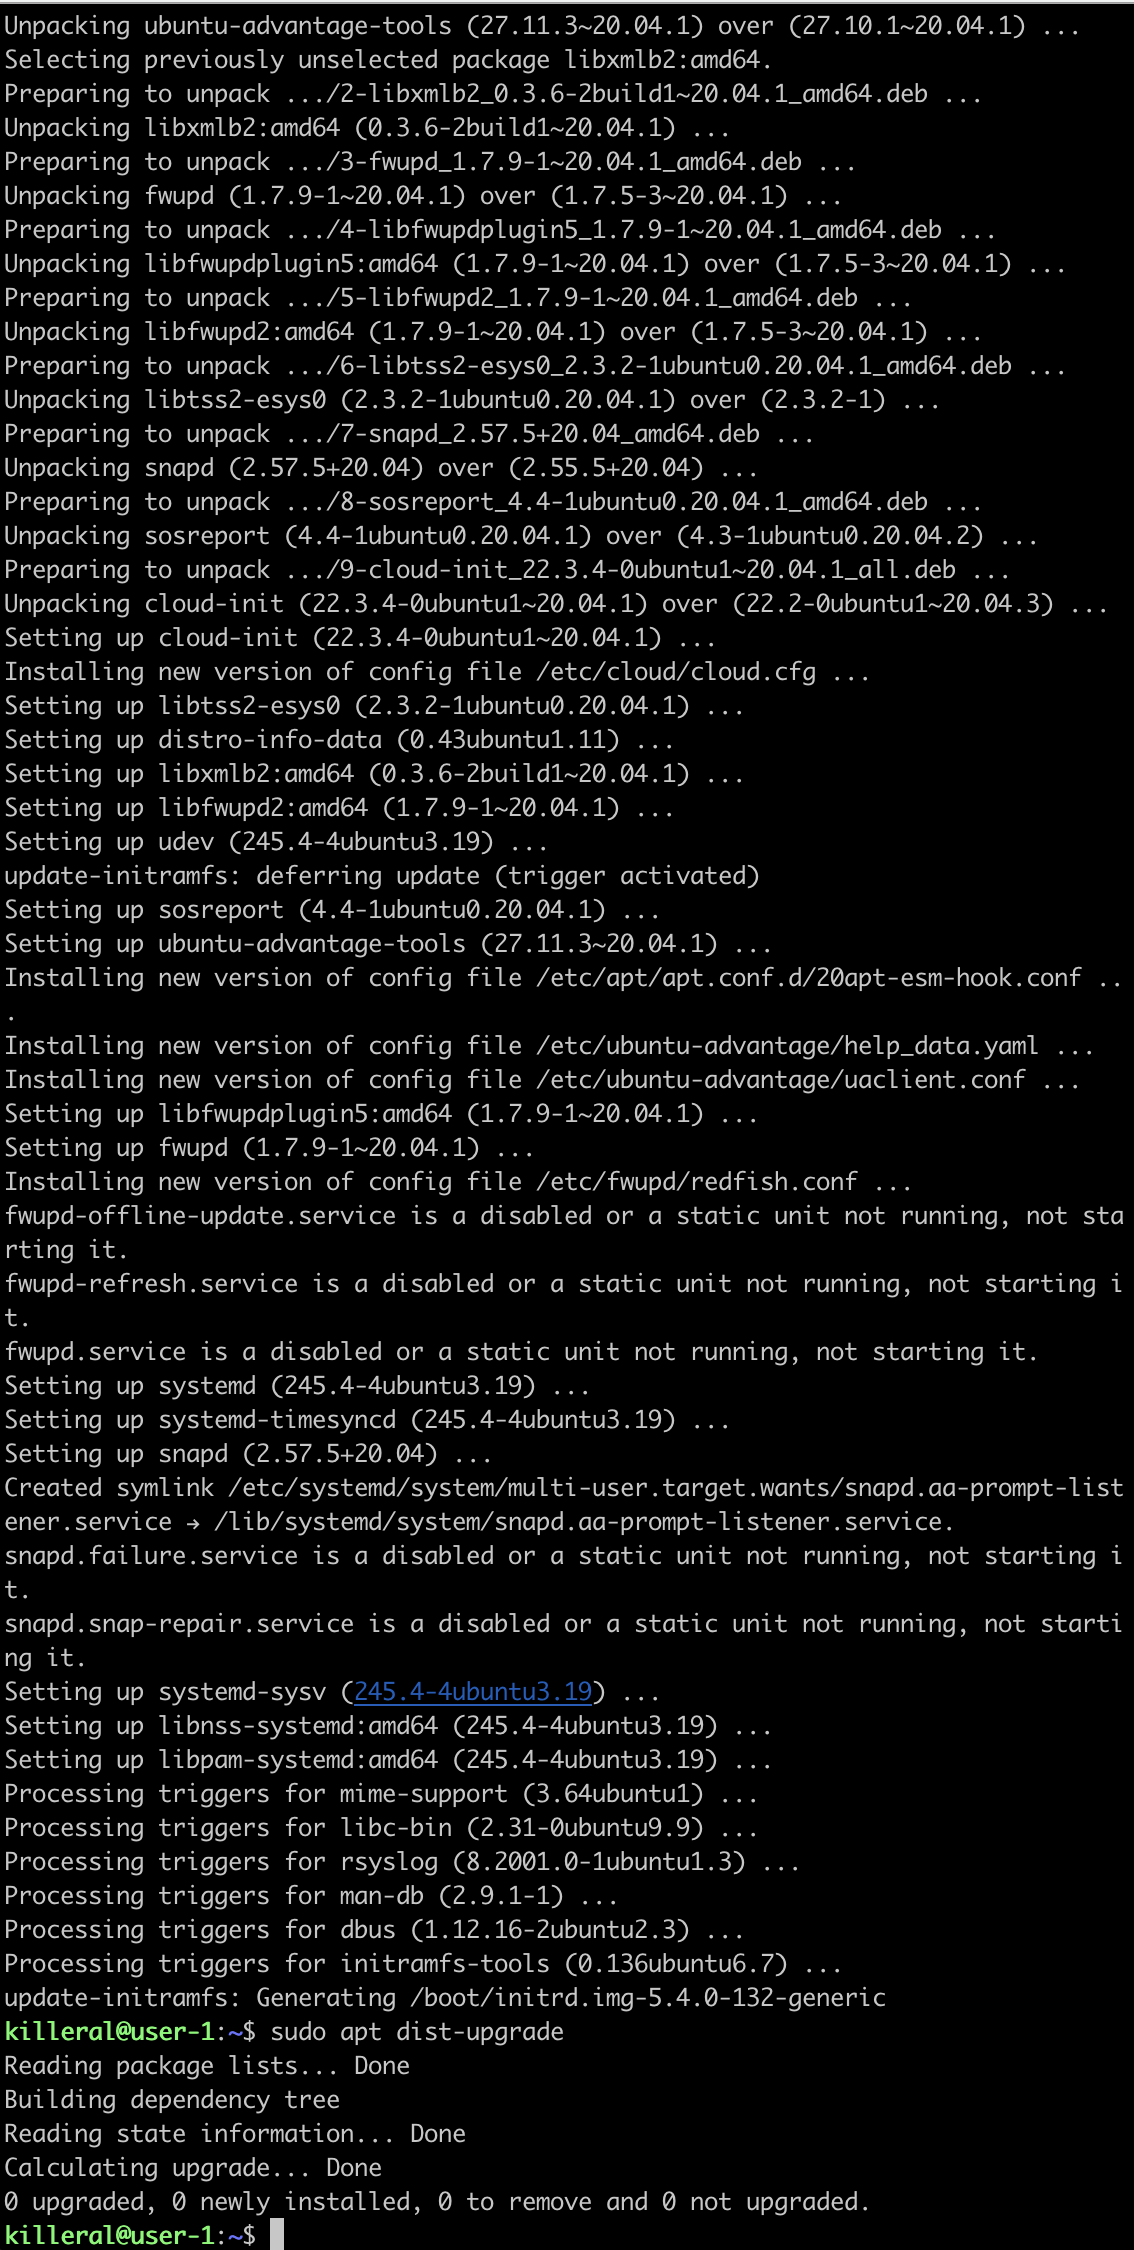 Unpacking ubuntu-advantage-tools (27.11.3~20.04.1) over (27.10.1~20.04.1) ...
Selecting previously unselected package libxmlb2:amd64.
Preparing to unpack .../2-libxmlb2_0.3.6-2build1~20.04.1_amd64.deb ...
Unpacking libxmlb2:amd64 (0.3.6-2build1~20.04.1) ...
Preparing to unpack .../3-fwupd_1.7.9-1~20.04.1_amd64.deb ...
Unpacking fwupd (1.7.9-1~20.04.1) over (1.7.5-3~20.04.1) ...
Preparing to unpack .../4-libfwupdplugin5_1.7.9-1~20.04.1_amd64.deb ...
Unpacking libfwupdplugin5:amd64 (1.7.9-1~20.04.1) over (1.7.5-3~20.04.1) ...
Preparing to unpack .../5-libfwupd2_1.7.9-1~20.04.1_amd64.deb ...
Unpacking libfwupd2:amd64 (1.7.9-1~20.04.1) over (1.7.5-3~20.04.1) ...
Preparing to unpack .../6-libtss2-esys0_2.3.2-1ubuntu0.20.04.1_amd64.deb ...
Unpacking libtss2-esys0 (2.3.2-1ubuntu0.20.04.1) over (2.3.2-1) ...
Preparing to unpack .../7-snapd_2.57.5+20.04_amd64.deb ...
Unpacking snapd (2.57.5+20.04) over (2.55.5+20.04) ...
Preparing to unpack .../8-sosreport_4.4-1ubuntu0.20.04.1_amd64.deb ...
Unpacking sosreport (4.4-1ubuntu0.20.04.1) over (4.3-1ubuntu0.20.04.2) ...
Preparing to unpack .../9-cloud-init_22.3.4-0ubuntu1~20.04.1_all.deb ...
Unpacking cloud-init (22.3.4-0ubuntu1~20.04.1) over (22.2-0ubuntu1~20.04.3) ...
Setting up cloud-init (22.3.4-0ubuntu1~20.04.1) ...
Installing new version of config file /etc/cloud/cloud.cfg ...
Setting up libtss2-esys0 (2.3.2-1ubuntu0.20.04.1) ...
Setting up distro-info-data (0.43ubuntu1.11) ...
Setting up libxmlb2:amd64 (0.3.6-2build1~20.04.1) ...
Setting up libfwupd2:amd64 (1.7.9-1~20.04.1) ...
Setting up udev (245.4-4ubuntu3.19) ...
update-initramfs: deferring update (trigger activated)
Setting up sosreport (4.4-1ubuntu0.20.04.1) ...
Setting up ubuntu-advantage-tools (27.11.3~20.04.1) ...
Installing new version of config file /etc/apt/apt.conf.d/20apt-esm-hook.conf ..
.
Installing new version of config file /etc/ubuntu-advantage/help_data.yaml ...
Installing new version of config file /etc/ubuntu-advantage/uaclient.conf ...
Setting up libfwupdplugin5:amd64 (1.7.9-1~20.04.1) ...
Setting up fwupd (1.7.9-1~20.04.1) ...
Installing new version of config file /etc/fwupd/redfish.conf ...
fwupd-offline-update.service is a disabled or a static unit not running, not sta
rting it.
fwupd-refresh.service is a disabled or a static unit not running, not starting i
t.
fwupd.service is a disabled or a static unit not running, not starting it.
Setting up systemd (245.4-4ubuntu3.19) ...
Setting up systemd-timesyncd (245.4-4ubuntu3.19) ...
Setting up snapd (2.57.5+20.04) ...
Created symlink /etc/systemd/system/multi-user.target.wants/snapd.aa-prompt-list
ener.service → /lib/systemd/system/snapd.aa-prompt-listener.service.
snapd.failure.service is a disabled or a static unit not running, not starting i
t.
snapd.snap-repair.service is a disabled or a static unit not running, not starti
ng it.
Setting up systemd-sysv (245.4-4ubuntu3.19) ...
Setting up libnss-systemd:amd64 (245.4-4ubuntu3.19) ...
Setting up libpam-systemd:amd64 (245.4-4ubuntu3.19) ...
Processing triggers for mime-support (3.64ubuntu1) ...
Processing triggers for libc-bin (2.31-0ubuntu9.9) ...
Processing triggers for rsyslog (8.2001.0-1ubuntu1.3) ...
Processing triggers for man-db (2.9.1-1) ...
Processing triggers for dbus (1.12.16-2ubuntu2.3) ...
Processing triggers for initramfs-tools (0.136ubuntu6.7) ...
update-initramfs: Generating /boot/initrd.img-5.4.0-132-generic
killeral@user-1:~$ sudo apt dist-upgrade
Reading package lists... Done
Building dependency tree
Reading state information... Done
Calculating upgrade... Done
0 upgraded, 0 newly installed, 0 to remove and 0 not upgraded.
killeral@user-1:~$